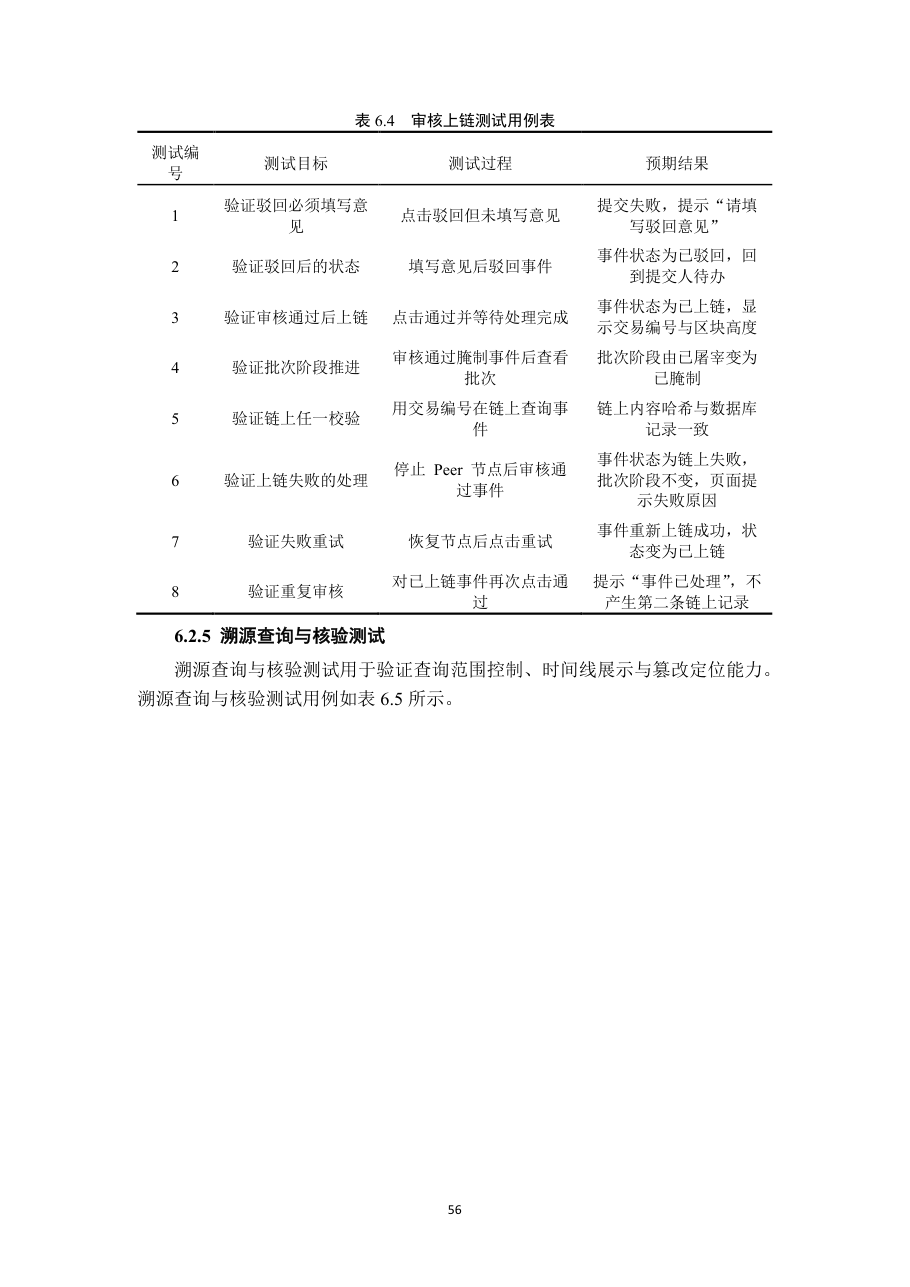 表 6.4 审核上链测试用例表
测试编
号
测试目标
测试过程
预期结果
1
验证驳回必须填写意
见
点击驳回但未填写意见
提交失败，提示“请填
写驳回意见”
2
验证驳回后的状态
填写意见后驳回事件
事件状态为已驳回，回
到提交人待办
3
验证审核通过后上链
点击通过并等待处理完成
事件状态为已上链，显
示交易编号与区块高度
4
验证批次阶段推进
审核通过腌制事件后查看
批次
批次阶段由已屠宰变为
已腌制
5
验证链上任一校验
用交易编号在链上查询事
件
链上内容哈希与数据库
记录一致
6
验证上链失败的处理
停止 Peer 节点后审核通
过事件
事件状态为链上失败，
批次阶段不变，页面提
示失败原因
7
验证失败重试
恢复节点后点击重试
事件重新上链成功，状
态变为已上链
8
验证重复审核
对已上链事件再次点击通
过
提示“事件已处理”，不
产生第二条链上记录
6.2.5 溯源查询与核验测试
溯源查询与核验测试用于验证查询范围控制、时间线展示与篡改定位能力。
溯源查询与核验测试用例如表 6.5 所示。
56